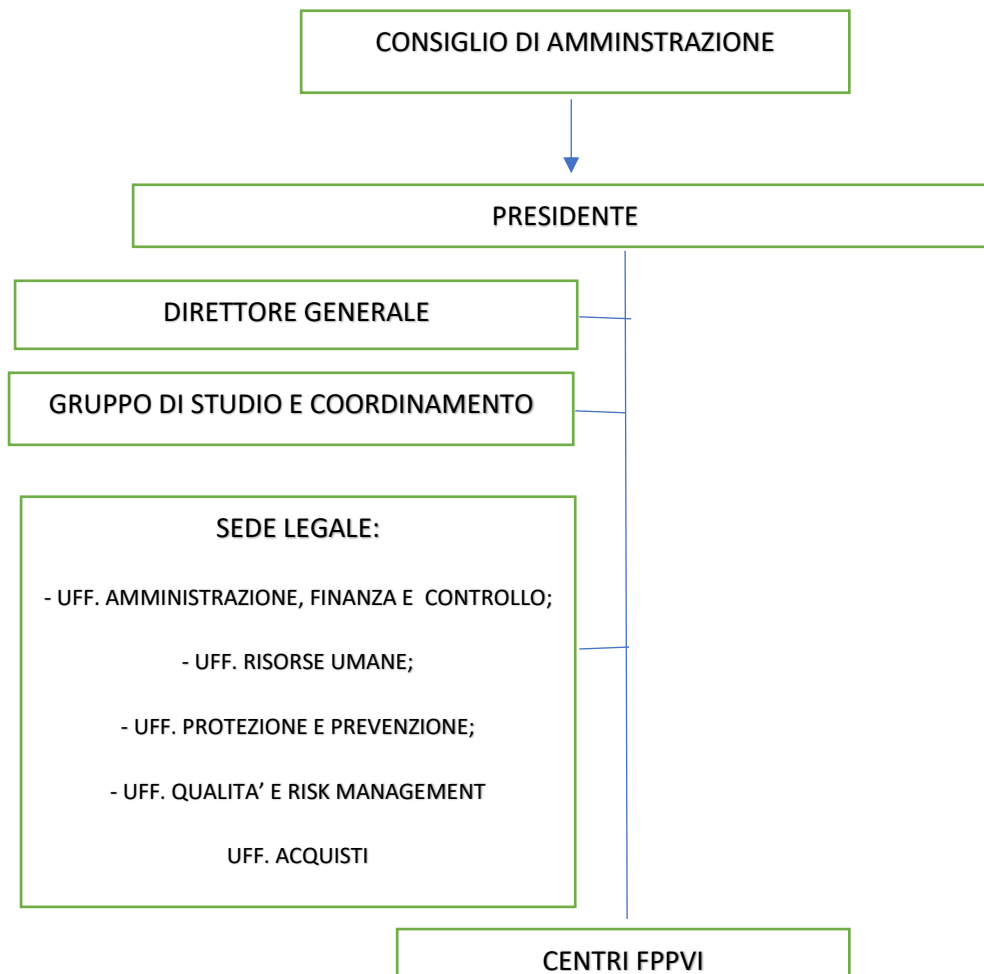 CONSIGLIO DI AMMINSTRAZIONE
PRESIDENTE
DIRETTORE GENERALE
GRUPPO DI STUDIO E COORDINAMENTO
SEDE LEGALE:
- UFF. AMMINISTRAZIONE, FINANZA E CONTROLLO;
- UFF. RISORSE UMANE;
- UFF. PROTEZIONE E PREVENZIONE;
- UFF. QUALITA’ E RISK MANAGEMENT
UFF. ACQUISTI
CENTRI FPPVI